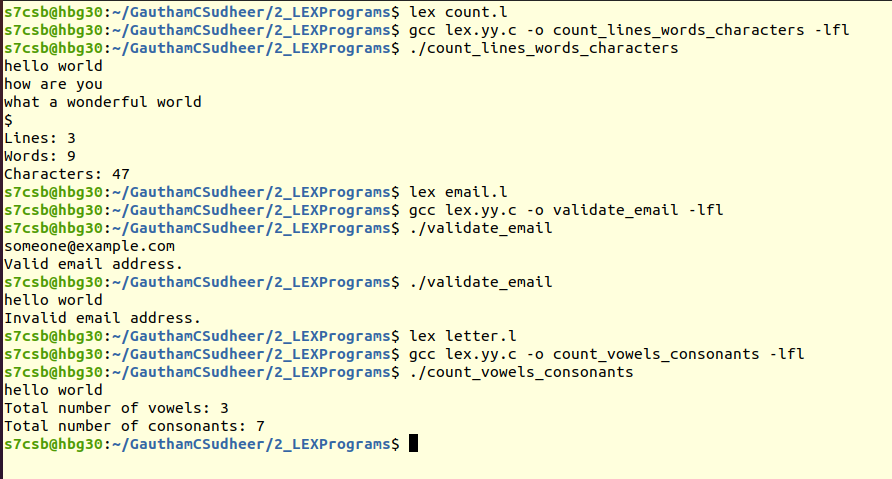 s7csb@hbg30:~/GauthamCSudheer/2_LEXPrograms$ lex count.l
s7csb@hbg30:~/GauthamCSudheer/2_LEXPrograms$ gcc lex.yy.c -o count_lines_words_characters -lfl
s7csb@hbg30:~/GauthamCSudheer/2_LEXPrograms$ ./count_lines_words_characters
hello world
how are you
what a wonderful world
$
Lines: 3
Words: 9
Characters: 47
s7csb@hbg30:~/GauthamCSudheer/2_LEXPrograms$ lex email.l
s7csb@hbg30:~/GauthamCSudheer/2_LEXPrograms$ gcc lex.yy.c -o validate_email -lfl
s7csb@hbg30:~/GauthamCSudheer/2_LEXPrograms$ ./validate_email
someone@example.com
Valid email address.
s7csb@hbg30:~/GauthamCSudheer/2_LEXPrograms$ ./validate_email
hello world
Invalid email address.
s7csb@hbg30:~/GauthamCSudheer/2_LEXPrograms$ lex letter.l
s7csb@hbg30:~/GauthamCSudheer/2_LEXPrograms$ gcc lex.yy.c -o count_vowels_consonants -lfl
s7csb@hbg30:~/GauthamCSudheer/2_LEXPrograms$ ./count_vowels_consonants
hello world
Total number of vowels: 3
Total number of consonants: 7
s7csb@hbg30:~/GauthamCSudheer/2_LEXPrograms$